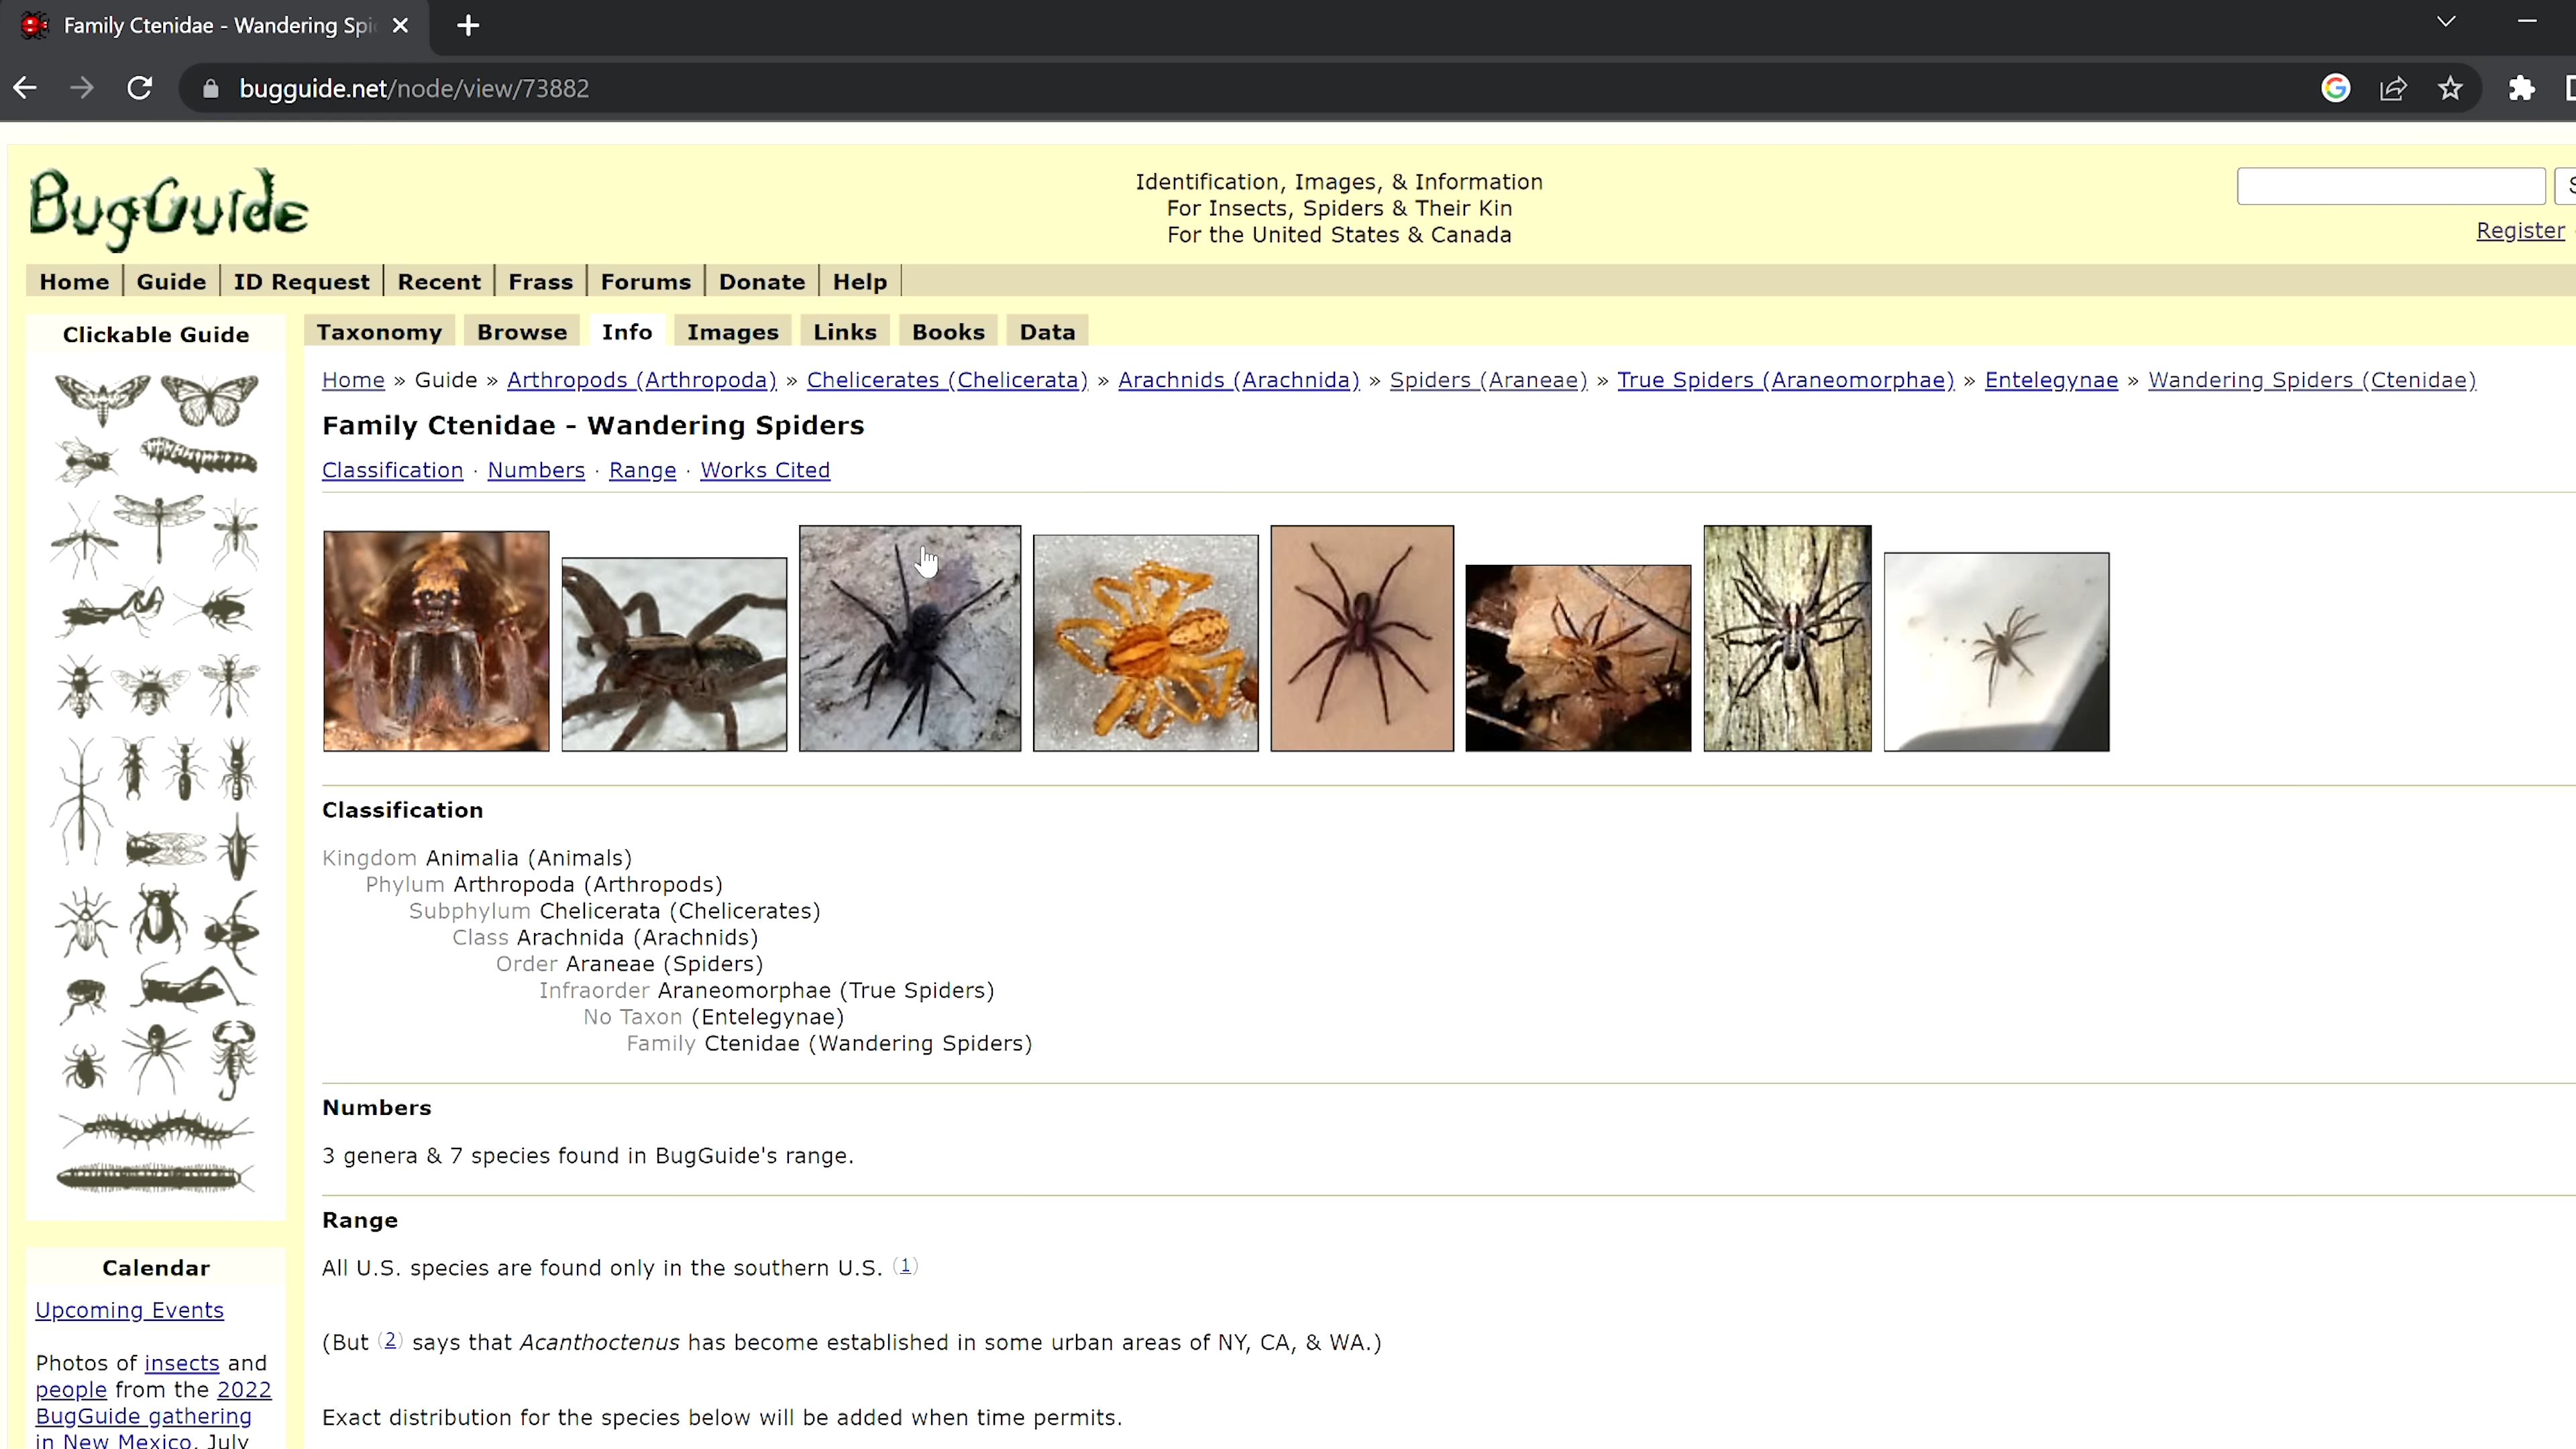 Family Ctenidae - Wandering Spi
bugguide.net/node/view/73882
BugGuide
Identification, Images, & Information
For Insects, Spiders & Their Kin
For the United States & Canada
Register
Home Guide ID Request Recent Frass Forums Donate Help
Clickable Guide
Taxonomy Browse Info Images Links Books Data
Home » Guide » Arthropods (Arthropoda) » Chelicerates (Chelicerata) » Arachnids (Arachnida) » Spiders (Araneae) » True Spiders (Araneomorphae) » Entelegynae » Wandering Spiders (Ctenidae)
Family Ctenidae - Wandering Spiders
Classification · Numbers · Range · Works Cited
Classification
Kingdom Animalia (Animals)
Phylum Arthropoda (Arthropods)
Subphylum Chelicerata (Chelicerates)
Class Arachnida (Arachnids)
Order Araneae (Spiders)
Infraorder Araneomorphae (True Spiders)
No Taxon (Entelegynae)
Family Ctenidae (Wandering Spiders)
Numbers
3 genera & 7 species found in BugGuide's range.
Range
All U.S. species are found only in the southern U.S. (1)
(But (2) says that Acanthoctenus has become established in some urban areas of NY, CA, & WA.)
Exact distribution for the species below will be added when time permits.
Calendar
Upcoming Events
Photos of insects and
people from the 2022
BugGuide gathering
in New Mexico, July